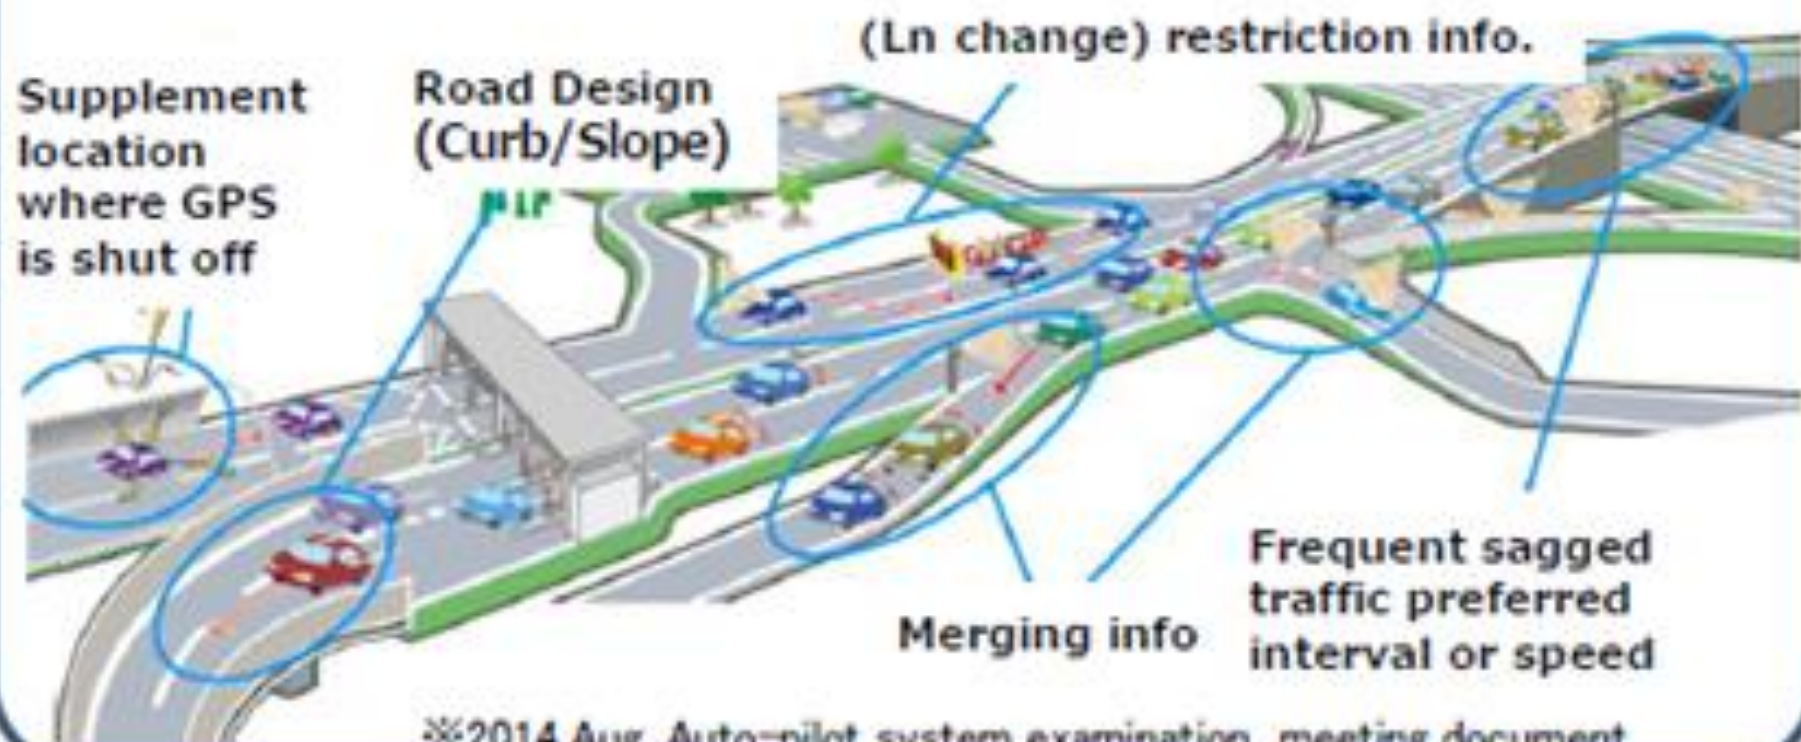 (Ln change) restriction info.
Supplement
location
where GPS
is shut off
Road Design
(Curb/Slope)
Merging info
Frequent sagged
traffic preferred
interval or speed
※2014 Aug. Auto-pilot system examination meeting document